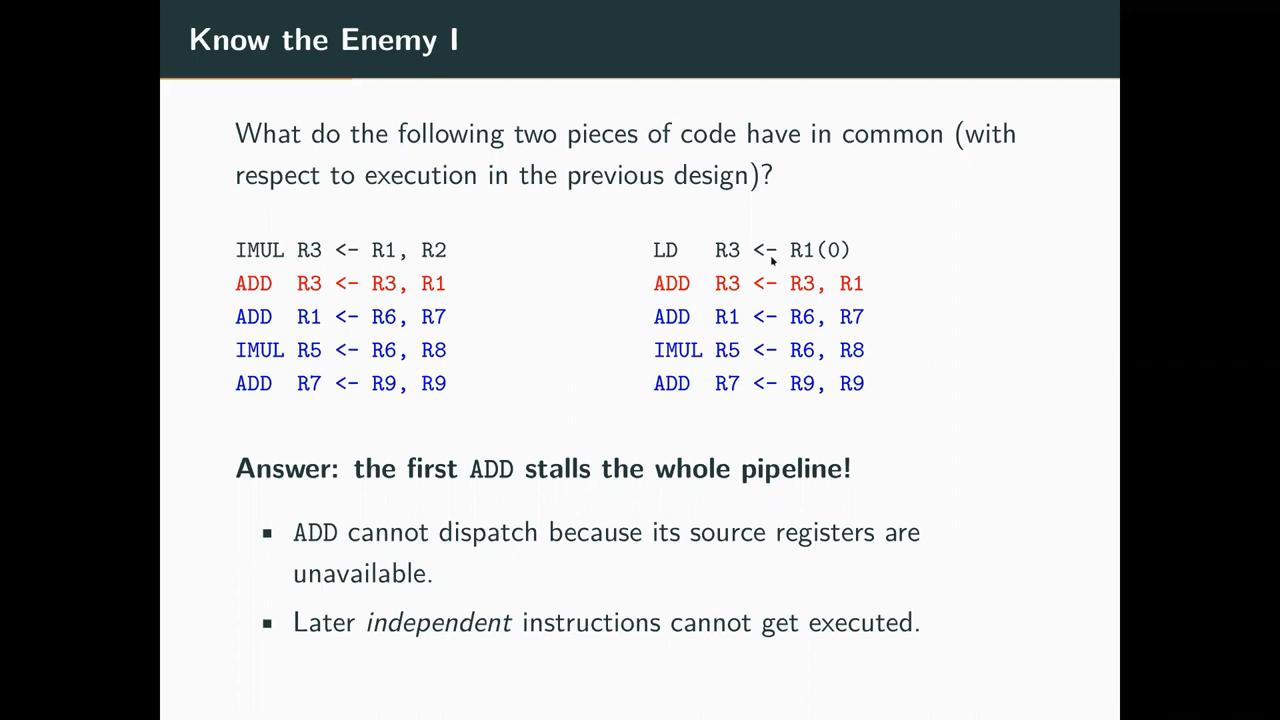 Know the Enemy I
What do the following two pieces of code have in common (with
respect to execution in the previous design)?
IMUL R3 <- R1, R2
ADD R3 <- R3, R1
ADD R1 <- R6, R7
IMUL R5 <- R6, R8
ADD R7 <- R9, R9
LD R3 <- R1(0)
ADD R3 <- R3, R1
ADD R1 <- R6, R7
IMUL R5 <- R6, R8
ADD R7 <- R9, R9
Answer: the first ADD stalls the whole pipeline!
▪ ADD cannot dispatch because its source registers are
unavailable.
▪ Later independent instructions cannot get executed.